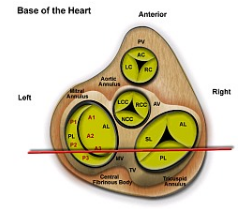 Base of the Heart
Anterior
PV
AC
LC
RC
Aortic
Annulus
Mitral
Annulus
Left
Right
LCC
RCC
NCC
AV
P1
A1
AL
PL
A2
P2
A3
P3
AL
SL
PL
MV
TV
Central
Fibrineous Body
Tricuspid
Annulus